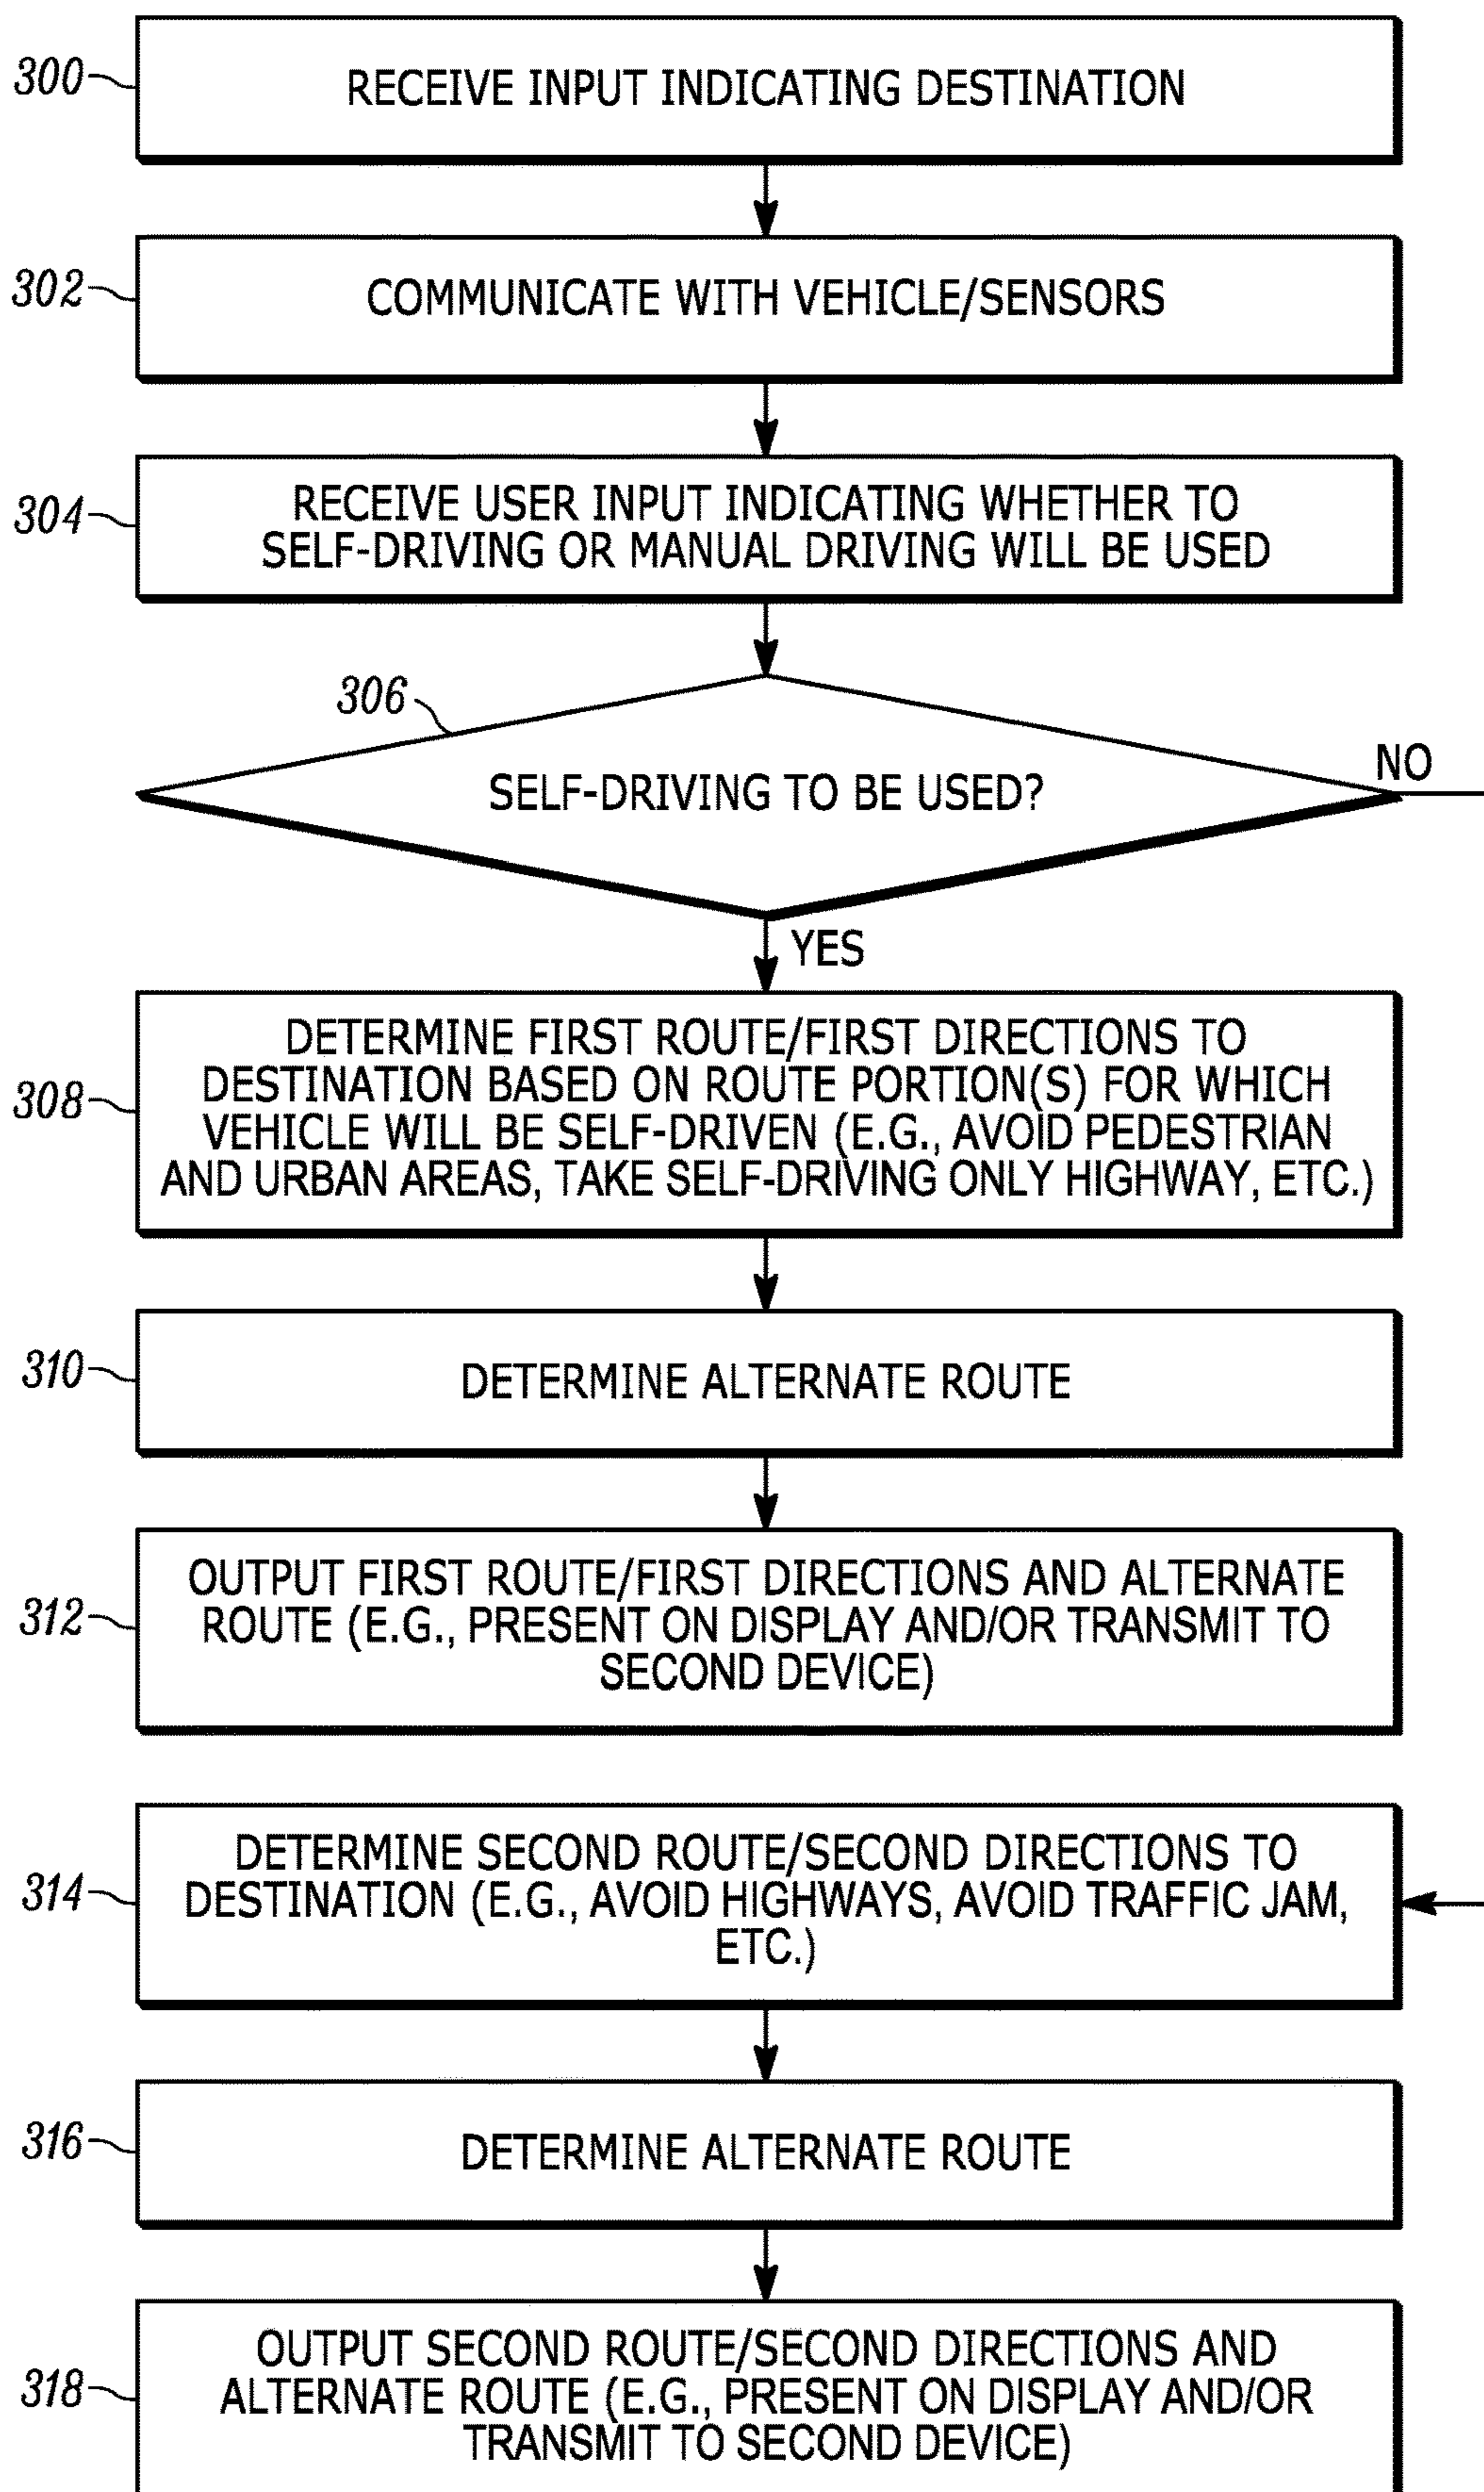 300
RECEIVE INPUT INDICATING DESTINATION
302
COMMUNICATE WITH VEHICLE/SENSORS
304
RECEIVE USER INPUT INDICATING WHETHER TO
SELF-DRIVING OR MANUAL DRIVING WILL BE USED
306
SELF-DRIVING TO BE USED?
NO
YES
308
DETERMINE FIRST ROUTE/FIRST DIRECTIONS TO
DESTINATION BASED ON ROUTE PORTION(S) FOR WHICH
VEHICLE WILL BE SELF-DRIVEN (E.G., AVOID PEDESTRIAN
AND URBAN AREAS, TAKE SELF-DRIVING ONLY HIGHWAY, ETC.)
310
DETERMINE ALTERNATE ROUTE
312
OUTPUT FIRST ROUTE/FIRST DIRECTIONS AND ALTERNATE
ROUTE (E.G., PRESENT ON DISPLAY AND/OR TRANSMIT TO
SECOND DEVICE)
314
DETERMINE SECOND ROUTE/SECOND DIRECTIONS TO
DESTINATION (E.G., AVOID HIGHWAYS, AVOID TRAFFIC JAM,
ETC.)
316
DETERMINE ALTERNATE ROUTE
318
OUTPUT SECOND ROUTE/SECOND DIRECTIONS AND
ALTERNATE ROUTE (E.G., PRESENT ON DISPLAY AND/OR
TRANSMIT TO SECOND DEVICE)